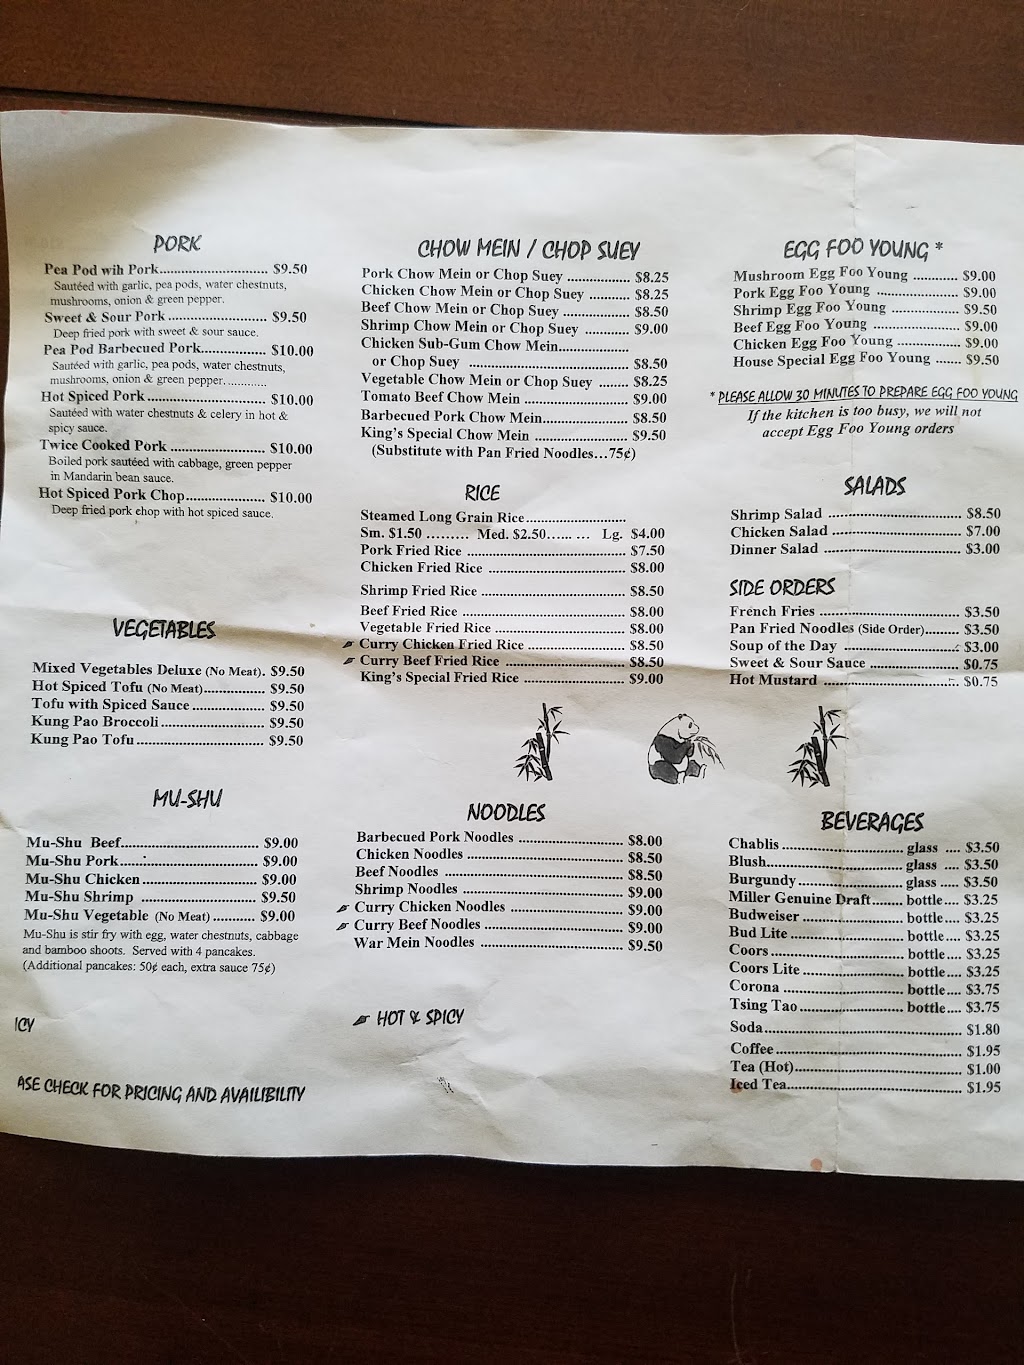 PORK
Pea Pod wih Pork............................ $9.50
Sautéed with garlic, pea pods, water chestnuts,
mushrooms, onion & green pepper.
Sweet & Sour Pork .......................... $9.50
Deep fried pork with sweet & sour sauce.
Pea Pod Barbecued Pork................. $10.00
Sautéed with garlic, pea pods, water chestnuts,
mushrooms, onion & green pepper. ............
Hot Spiced Pork ................................ $10.00
Sautéed with water chestnuts & celery in hot &
spicy sauce.
Twice Cooked Pork ......................... $10.00
Boiled pork sautéed with cabbage, green pepper
in Mandarin bean sauce.
Hot Spiced Pork Chop..................... $10.00
Deep fried pork chop with hot spiced sauce.
VEGETABLES
Mixed Vegetables Deluxe (No Meat). $9.50
Hot Spiced Tofu (No Meat)................ $9.50
Tofu with Spiced Sauce ................... $9.50
Kung Pao Broccoli ........................... $9.50
Kung Pao Tofu ................................. $9.50
MU-SHU
Mu-Shu Beef.................................... $9.00
Mu-Shu Pork.................................... $9.00
Mu-Shu Chicken .............................. $9.00
Mu-Shu Shrimp .............................. $9.50
Mu-Shu Vegetable (No Meat) ........... $9.00
Mu-Shu is stir fry with egg, water chestnuts, cabbage
and bamboo shoots. Served with 4 pancakes.
(Additional pancakes: 50¢ each, extra sauce 75¢)
ICY
ASE CHECK FOR PRICING AND AVAILIBILITY
CHOW MEIN / CHOP SUEY
Pork Chow Mein or Chop Suey ................ $8.25
Chicken Chow Mein or Chop Suey .......... $8.25
Beef Chow Mein or Chop Suey ................. $8.50
Shrimp Chow Mein or Chop Suey ........... $9.00
Chicken Sub-Gum Chow Mein..................
or Chop Suey ........................................ $8.50
Vegetable Chow Mein or Chop Suey ....... $8.25
Tomato Beef Chow Mein ........................... $9.00
Barbecued Pork Chow Mein...................... $8.50
King's Special Chow Mein ........................ $9.50
(Substitute with Pan Fried Noodles...75¢)
RICE
Steamed Long Grain Rice .........................
Sm. $1.50 ......... Med. $2.50...... ... Lg. $4.00
Pork Fried Rice ........................................ $7.50
Chicken Fried Rice ................................... $8.00
Shrimp Fried Rice ..................................... $8.50
Beef Fried Rice ......................................... $8.00
Vegetable Fried Rice ................................. $8.00
Curry Chicken Fried Rice ......................... $8.50
Curry Beef Fried Rice .............................. $8.50
King's Special Fried Rice ......................... $9.00
NOODLES
Barbecued Pork Noodles .......................... $8.00
Chicken Noodles ........................................ $8.50
Beef Noodles .............................................. $8.50
Shrimp Noodles ......................................... $9.00
Curry Chicken Noodles ............................ $9.00
Curry Beef Noodles ................................... $9.00
War Mein Noodles .................................... $9.50
HOT & SPICY
EGG FOO YOUNG *
Mushroom Egg Foo Young ........... $9.00
Pork Egg Foo Young .................... $9.00
Shrimp Egg Foo Young ................ $9.50
Beef Egg Foo Young ..................... $9.00
Chicken Egg Foo Young ............... $9.00
House Special Egg Foo Young ...... $9.50
* PLEASE ALLOW 30 MINUTES TO PREPARE EGG FOO YOUNG
If the kitchen is too busy, we will not
accept Egg Foo Young orders
SALADS
Shrimp Salad ................................. $8.50
Chicken Salad ................................ $7.00
Dinner Salad .................................. $3.00
SIDE ORDERS
French Fries ................................... $3.50
Pan Fried Noodles (Side Order)......... $3.50
Soup of the Day .............................. $3.00
Sweet & Sour Sauce ....................... $0.75
Hot Mustard ................................... $0.75
BEVERAGES
Chablis ............................... glass .... $3.50
Blush................................... glass .... $3.50
Burgundy ........................... glass ..... $3.50
Miller Genuine Draft........ bottle.... $3.25
Budweiser .......................... bottle.... $3.25
Bud Lite ............................. bottle.... $3.25
Coors................................... bottle.... $3.25
Coors Lite ........................... bottle.... $3.25
Corona ................................ bottle.... $3.75
Tsing Tao ............................ bottle.... $3.75
Soda.................................................... $1.80
Coffee................................................. $1.95
Tea (Hot)............................................ $1.00
Iced Tea.............................................. $1.95